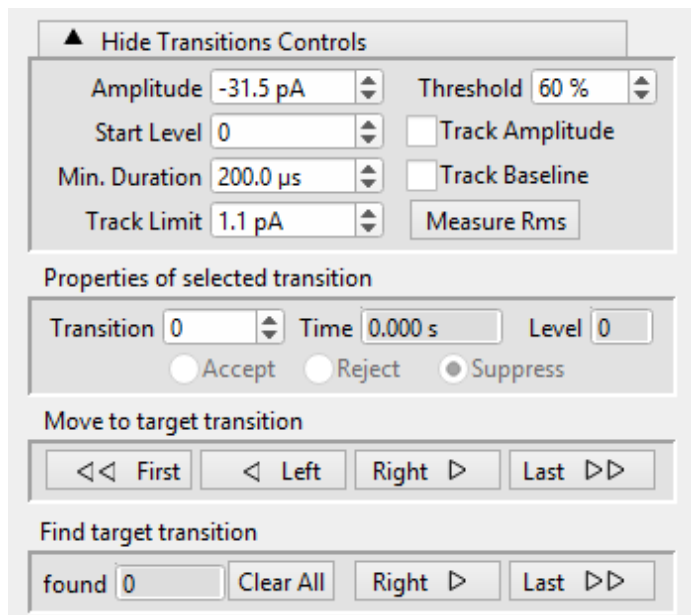 Hide Transitions Controls
Amplitude -31.5 pA Threshold 60 %
Start Level 0 Track Amplitude
Min. Duration 200.0 µs Track Baseline
Track Limit 1.1 pA Measure Rms
Properties of selected transition
Transition 0 Time 0.000 s Level 0
Accept Reject Suppress
Move to target transition
First Left Right Last
Find target transition
found 0 Clear All Right Last